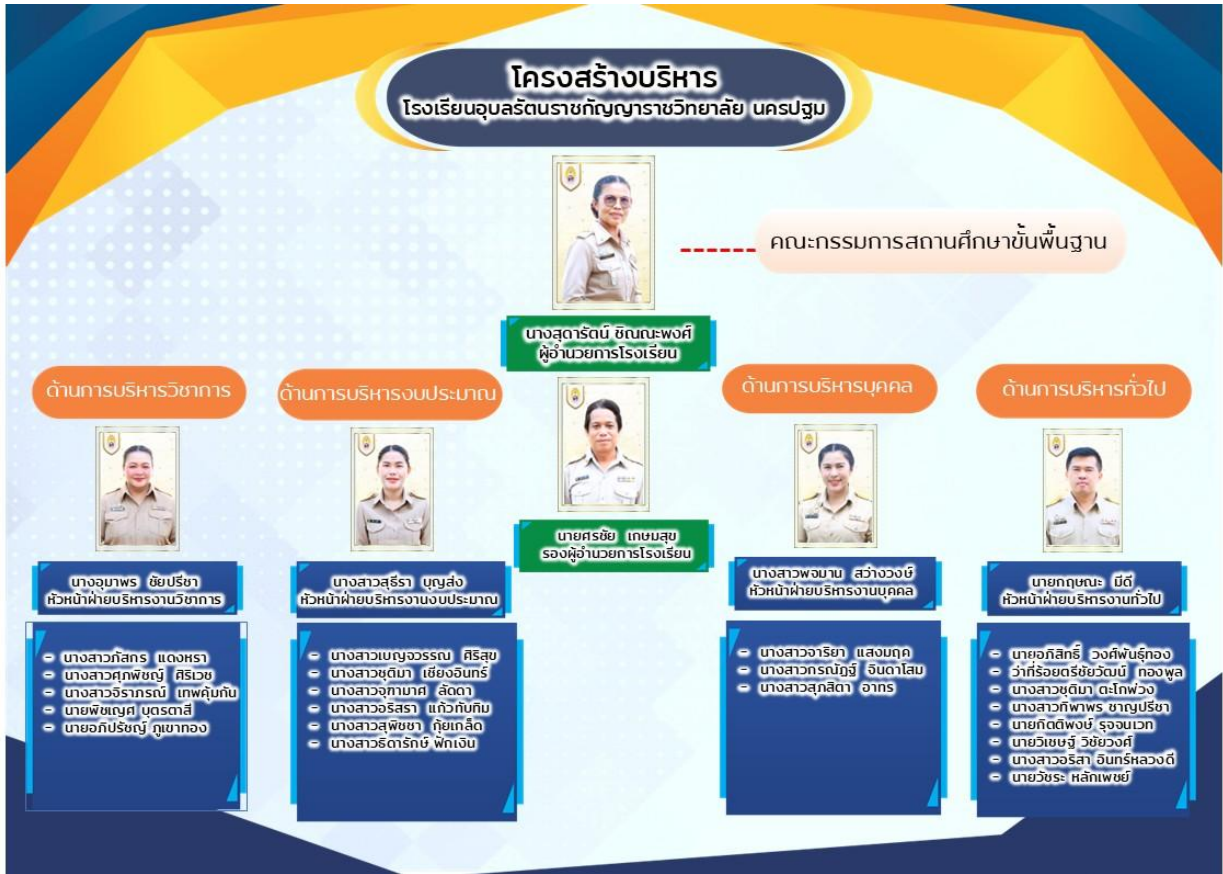 โครงสร้างบริหาร
โรงเรียนอุบลรัตนราชกัญญาราชวิทยาลัย นครปฐม
คณะกรรมการสถานศึกษาขั้นพื้นฐาน
นางสุดารัตน์ ชิณณะพงศ์
ผู้อำนวยการโรงเรียน
ด้านการบริหารวิชาการ
ด้านการบริหารงบประมาณ
ด้านการบริหารบุคคล
ด้านการบริหารทั่วไป
นายศรชัย เกษมสุข
รองผู้อำนวยการโรงเรียน
นางอุมาพร ชัยปรีชา
หัวหน้าฝ่ายบริหารงานวิชาการ
นางสาวสุธีรา บุญส่ง
หัวหน้าฝ่ายบริหารงานงบประมาณ
นางสาวพจมาน สว่างวงษ์
หัวหน้าฝ่ายบริหารงานบุคคล
นายกฤษณะ มีดี
หัวหน้าฝ่ายบริหารงานทั่วไป
- นางสาวภัสกร แดงหรา
- นางสาวศุภพิชญ์ ศิริเวช
- นางสาวจิราภรณ์ เทพคุ้มกัน
- นายพิชเญศ บุตรตาสี
- นายอภิปรัชญ์ ภูเขาทอง
- นางสาวเบญจวรรณ ศิริสุข
- นางสาวชุติมา เชียงอินทร์
- นางสาวจุฑามาศ ลัดดา
- นางสาวอริสรา แก้วทับทิม
- นางสาวสุพิชชา กุ้ยเกล็ด
- นางสาวธิดารักษ์ ฟักเงิน
- นางสาวจาริยา แสงมฤค
- นางสาวกรณัฏฐ์ จินดาโสม
- นางสาวสุภสิตา อาทร
- นายอภิสิทธิ์ วงศ์พันธุ์ทอง
- ว่าที่ร้อยตรีชัยวัฒน์ ทองพูล
- นางสาวชุติมา ตะโกพ่วง
- นางสาวทิพาพร ชาญปรีชา
- นายกิตติพงษ์ รุจจนเวท
- นายวิเชษฐ์ วิชัยวงศ์
- นางสาวอริสา อินทร์หลวงดี
- นายวัชระ หลักเพชย์